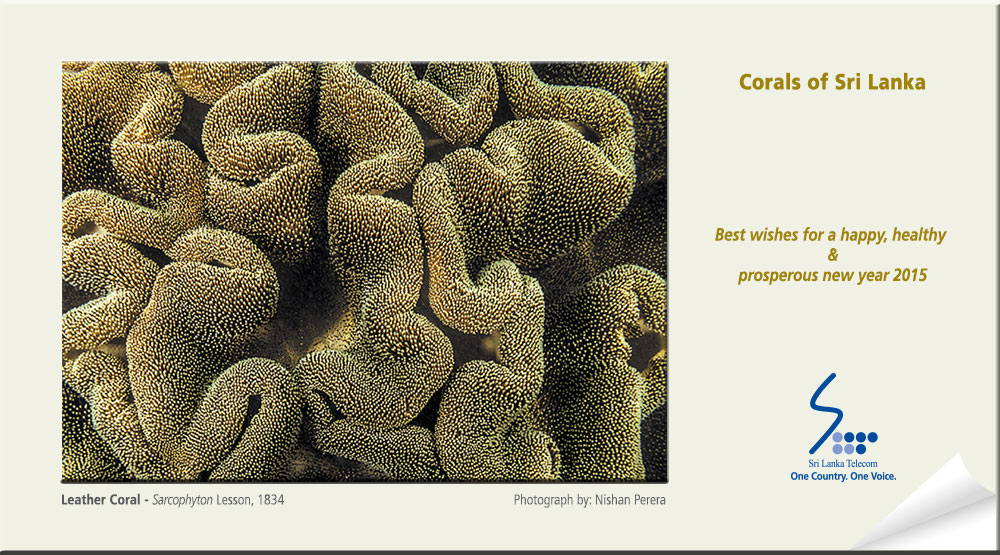 Corals of Sri Lanka
Best wishes for a happy, healthy
&
prosperous new year 2015
Sri Lanka Telecom
One Country. One Voice.
Leather Coral - Sarcophyton Lesson, 1834
Photograph by: Nishan Perera